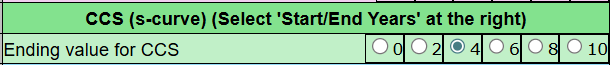 CCS (s-curve) (Select 'Start/End Years' at the right)
Ending value for CCS 0 2 4 6 8 10